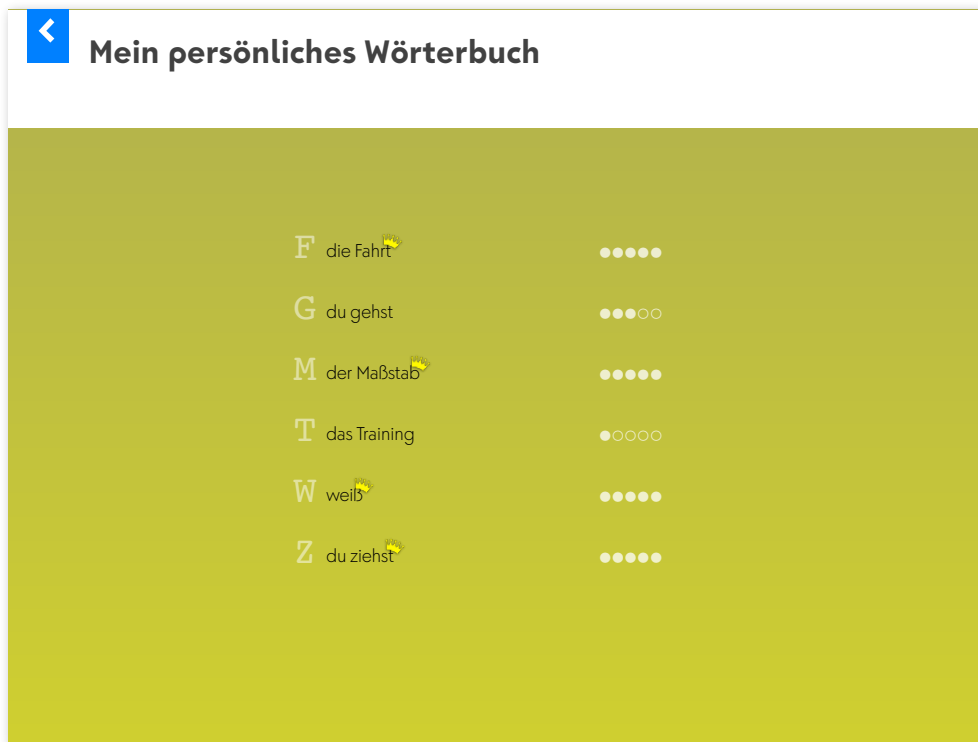 Mein persönliches Wörterbuch
F die Fahrt
G du gehst
M der Maßstab
T das Training
W weiß
Z du ziehst